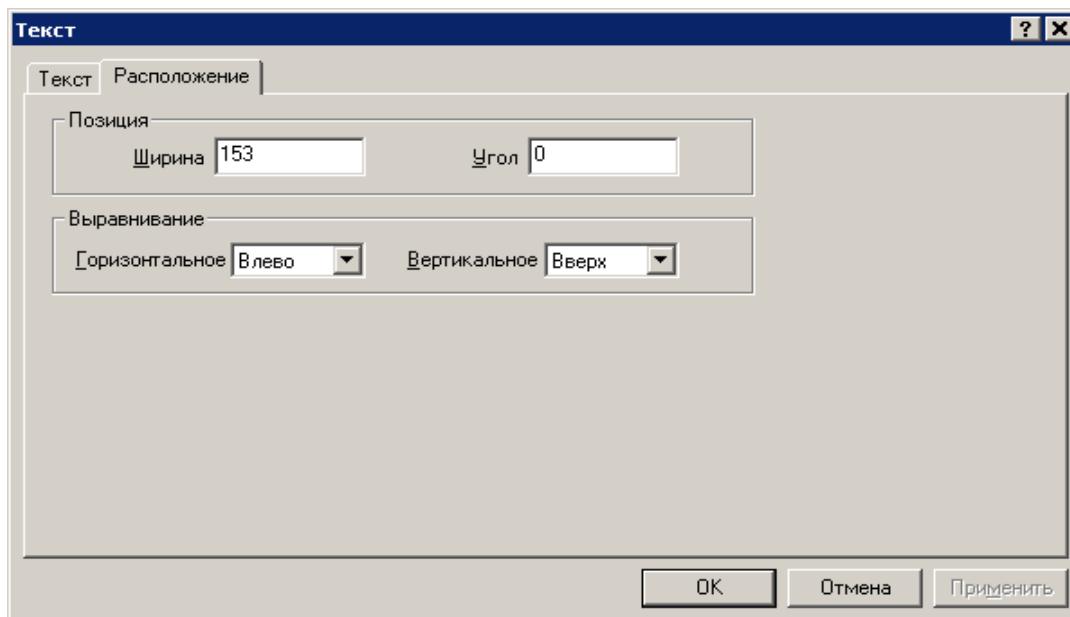 Текст
Текст Расположение
Позиция
Ширина 153 Угол 0
Выравнивание
Горизонтальное Влево Вертикальное Вверх
OK Отмена Применить